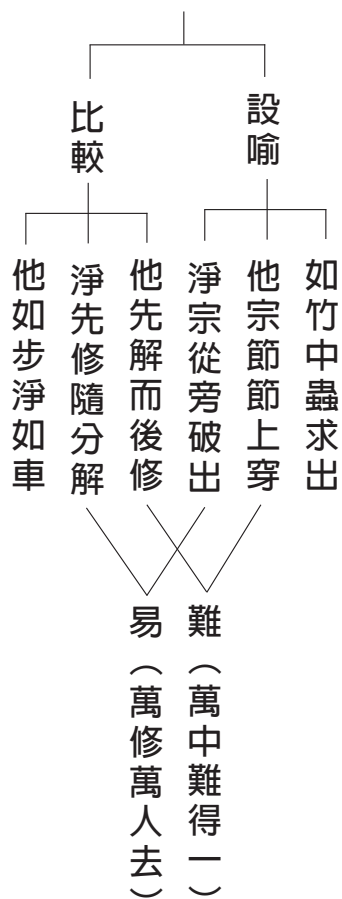 設喻
如竹中蟲求出
他宗節節上穿
淨宗從旁破出
比較
他先解而後修
淨先修隨分解
他如步淨如車
難（萬中難得一）
易（萬修萬人去）